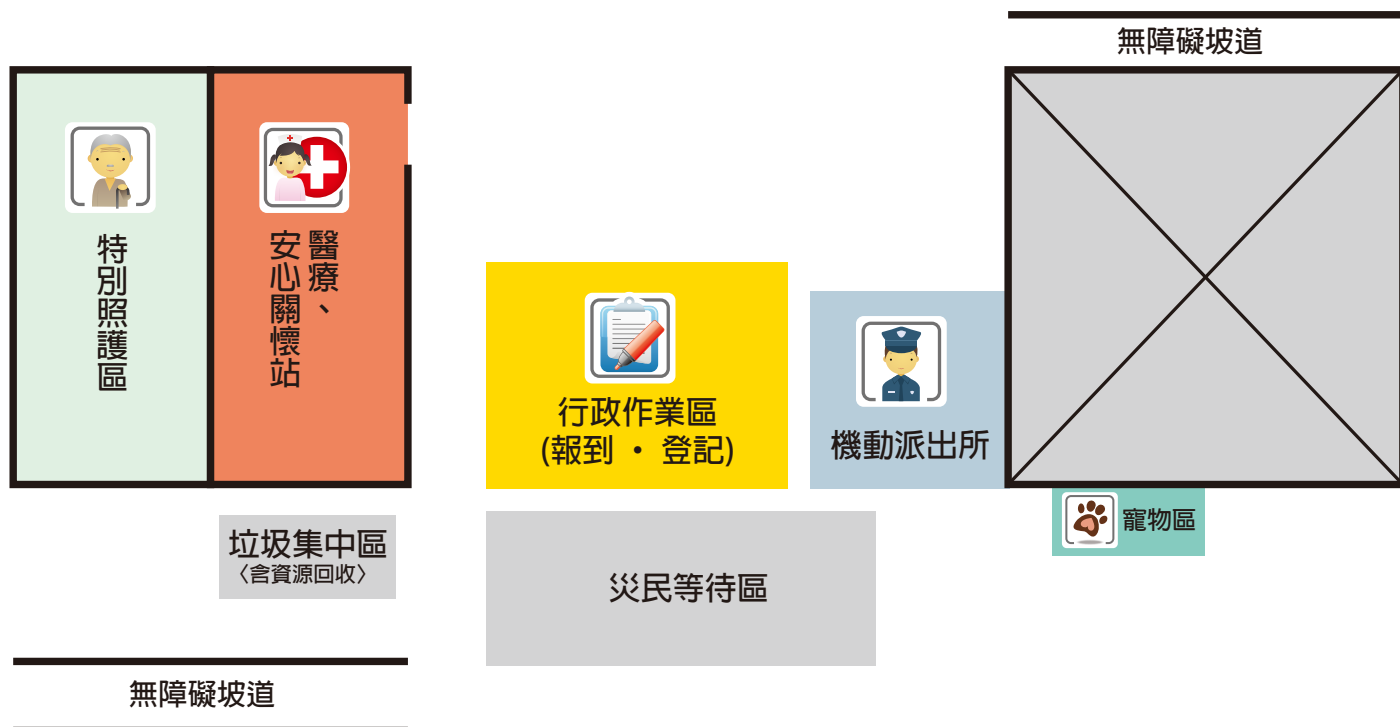 無障礙坡道
特別照護區
醫療、
安心關懷站
行政作業區
(報到 ‧ 登記)
機動派出所
寵物區
垃圾集中區
〈含資源回收〉
災民等待區
無障礙坡道